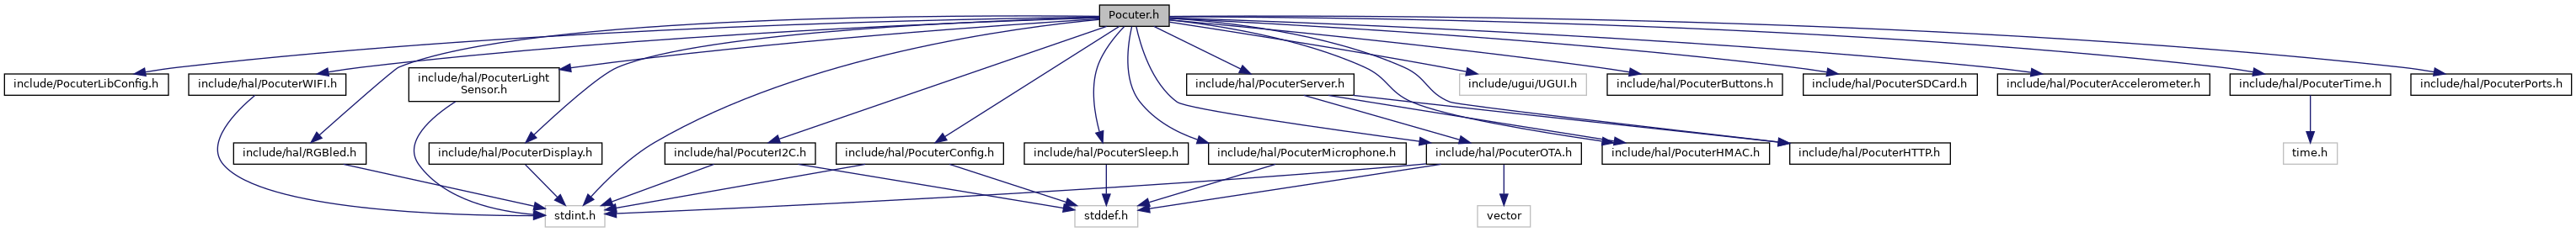 Pocuter.h
include/PocuterLibConfig.h
include/hal/PocuterWIFI.h
include/hal/PocuterLight
Sensor.h
include/hal/PocuterServer.h
include/ugui/UGUI.h
include/hal/PocuterButtons.h
include/hal/PocuterSDCard.h
include/hal/PocuterAccelerometer.h
include/hal/PocuterTime.h
include/hal/PocuterPorts.h
include/hal/RGBled.h
include/hal/PocuterDisplay.h
include/hal/PocuterI2C.h
include/hal/PocuterConfig.h
include/hal/PocuterSleep.h
include/hal/PocuterMicrophone.h
include/hal/PocuterOTA.h
include/hal/PocuterHMAC.h
include/hal/PocuterHTTP.h
time.h
stdint.h
stddef.h
vector